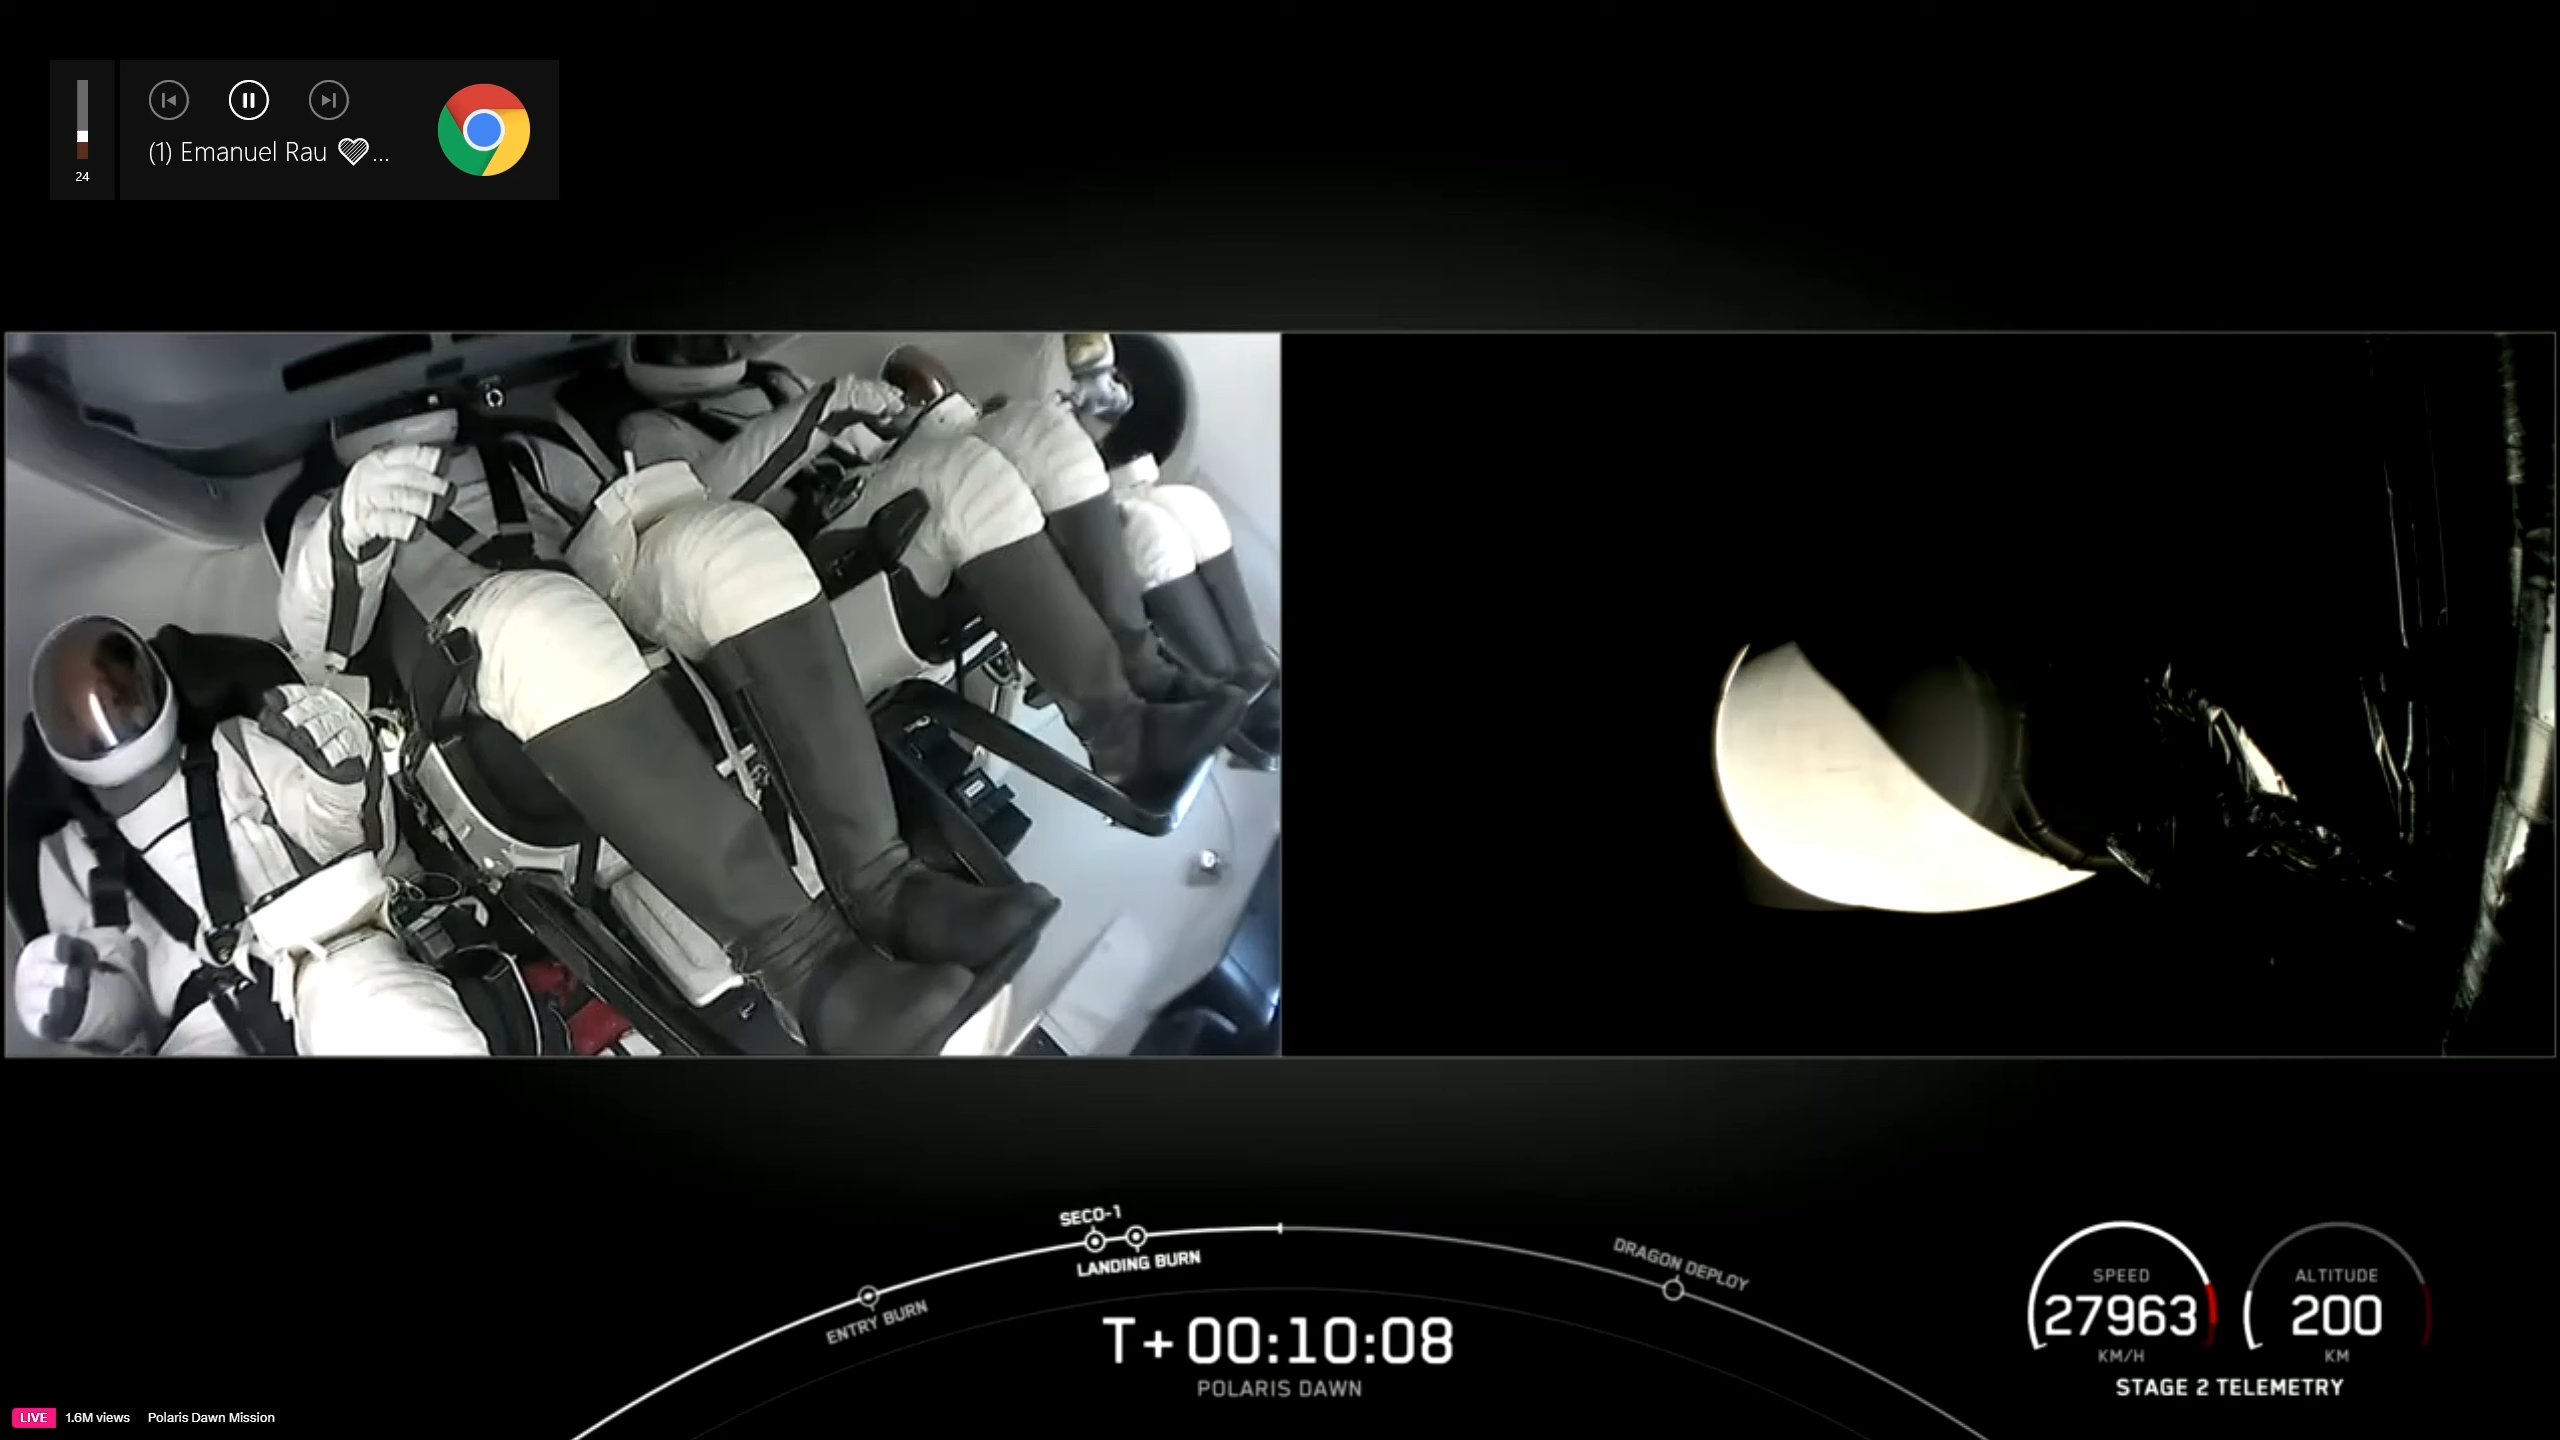 24
(1) Emanuel Rau 🤍...
SECO-1
LANDING BURN
ENTRY BURN
DRAGON DEPLOY
T+00:10:08
POLARIS DAWN
SPEED
27963
KM/H
ALTITUDE
200
KM
STAGE 2 TELEMETRY
LIVE 1.6M views Polaris Dawn Mission